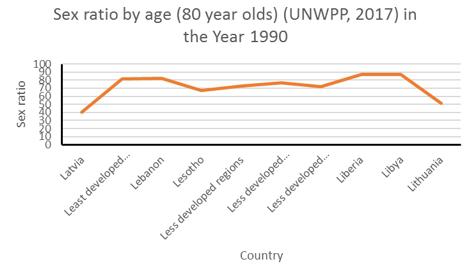 Sex ratio by age (80 year olds) (UNWPP, 2017) in
the Year 1990
Sex ratio
100
90
80
70
60
50
40
30
20
10
0
Latvia
Least developed...
Lebanon
Lesotho
Less developed regions
Less developed...
Less developed...
Liberia
Libya
Lithuania
Country